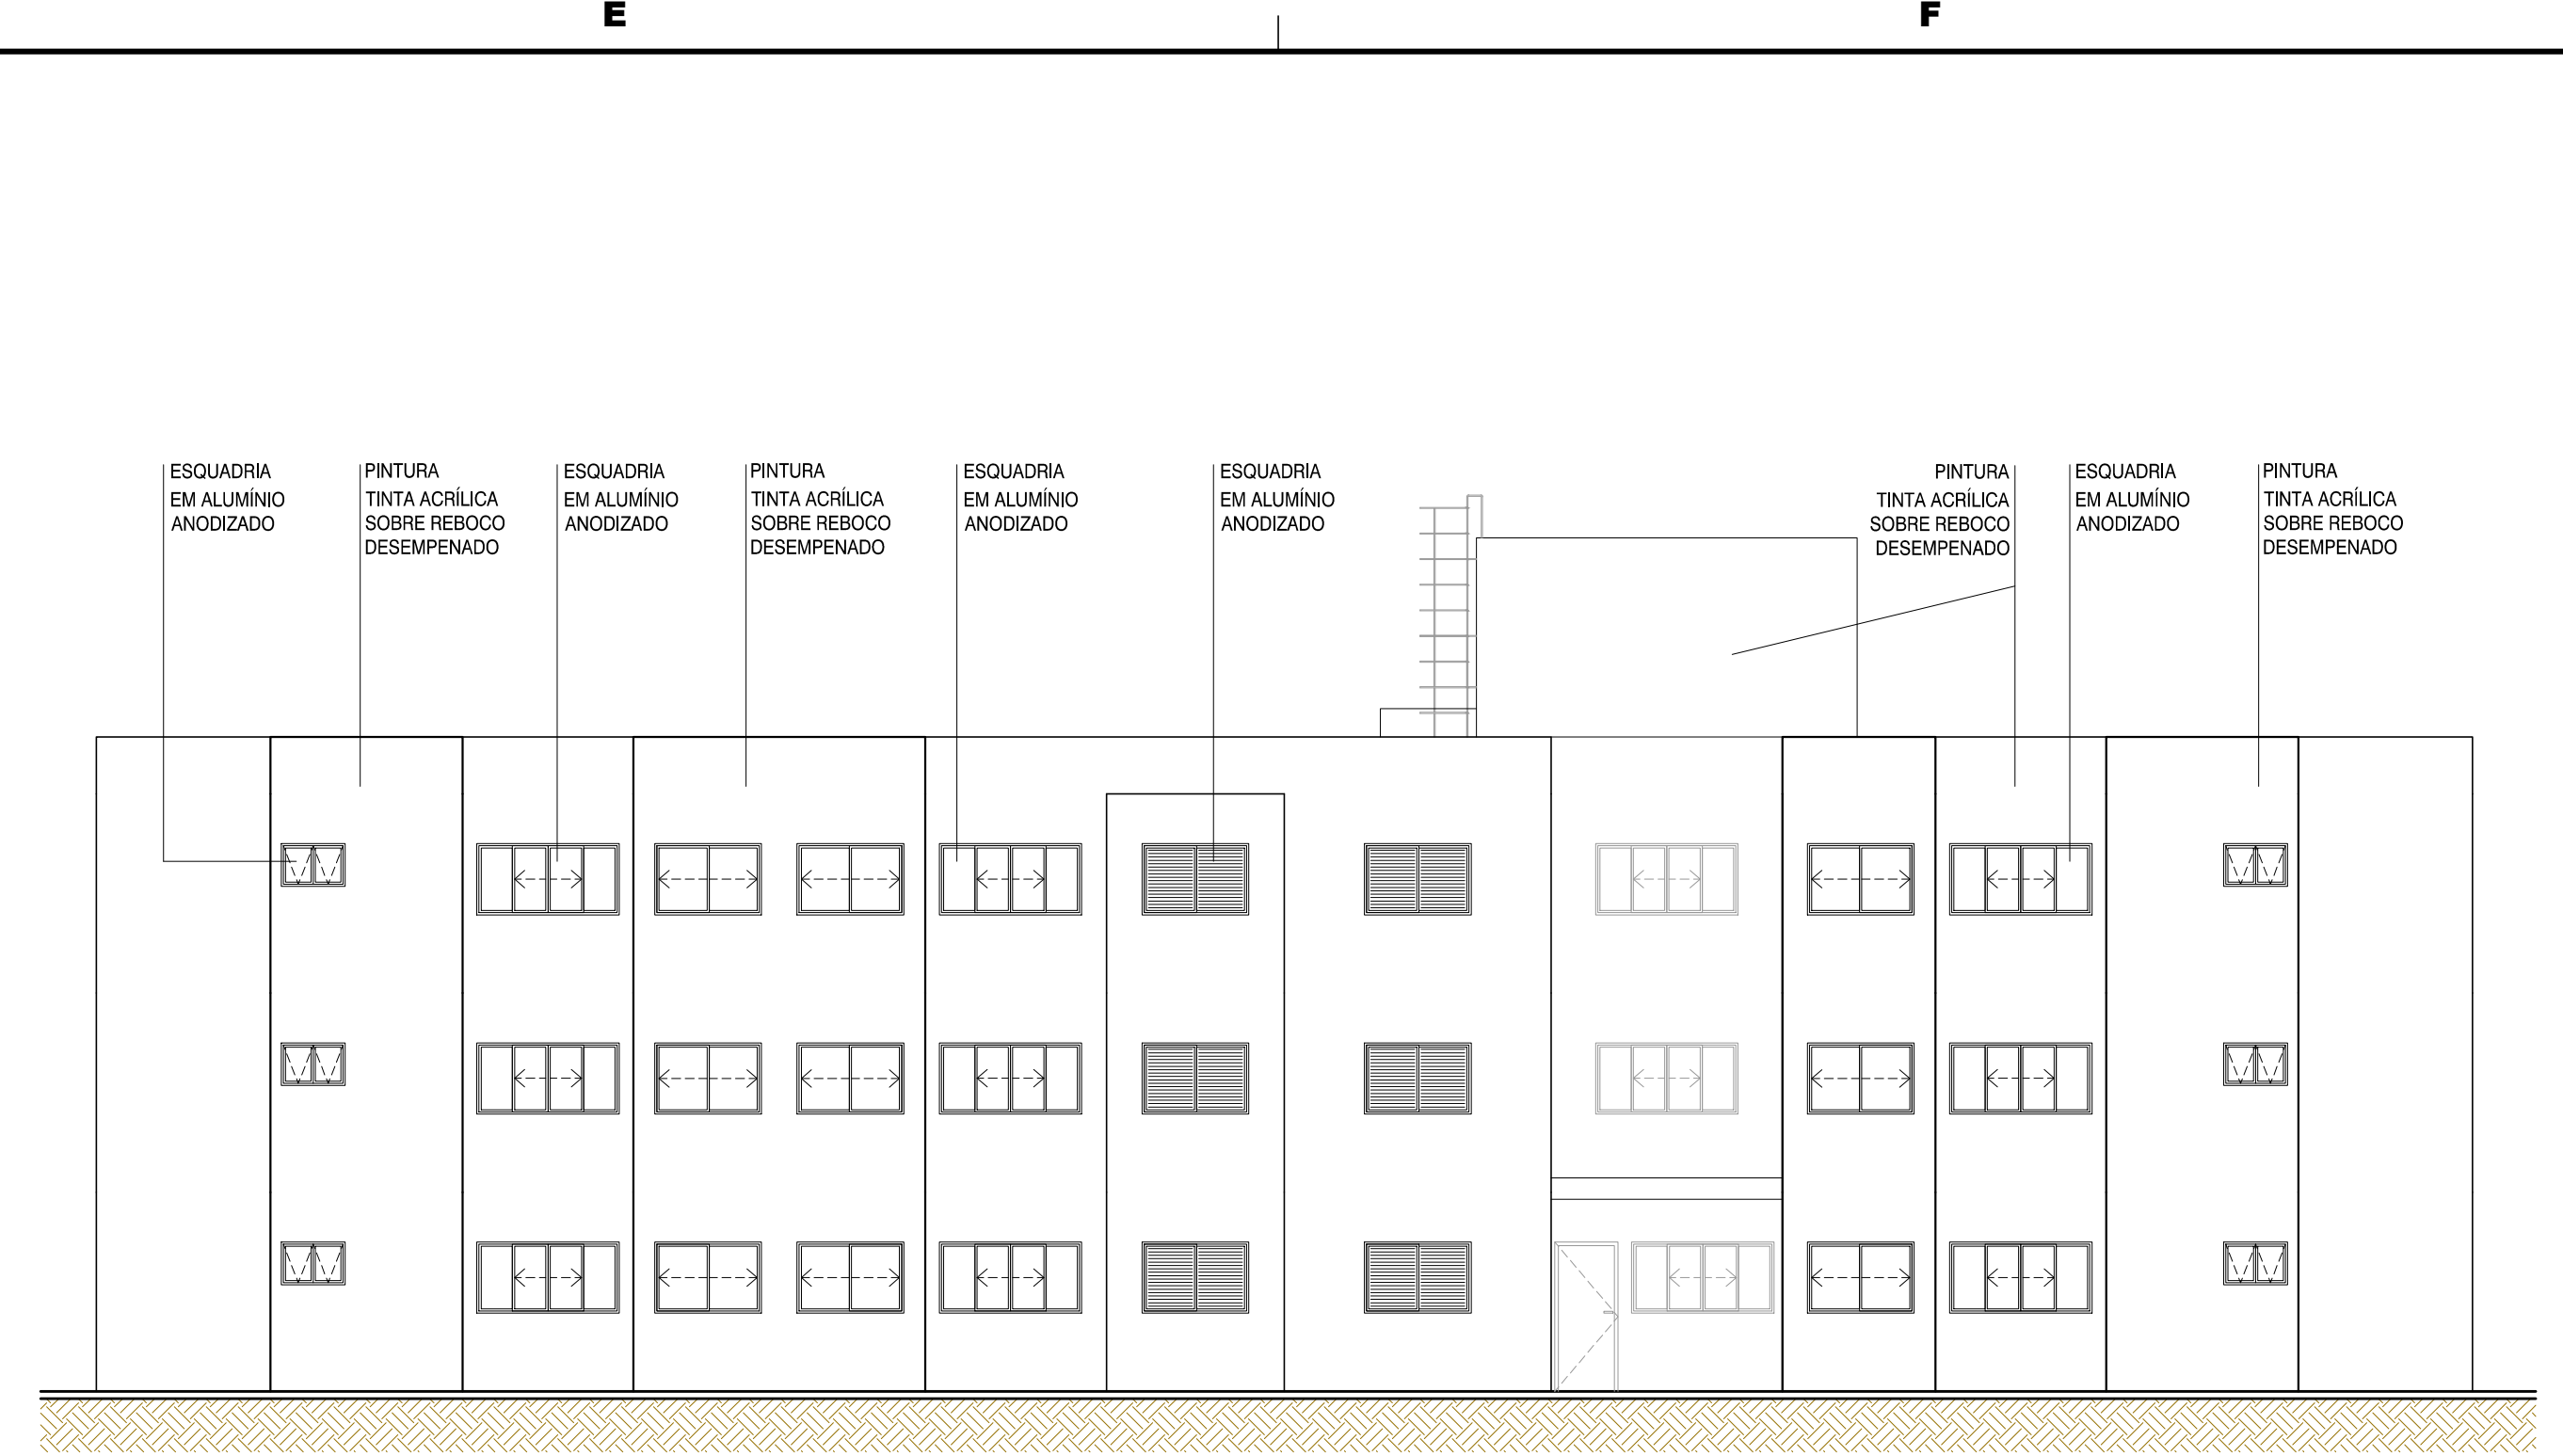 E
F
ESQUADRIA
EM ALUMÍNIO
ANODIZADO
PINTURA
TINTA ACRÍLICA
SOBRE REBOCO
DESEMPENADO
ESQUADRIA
EM ALUMÍNIO
ANODIZADO
PINTURA
TINTA ACRÍLICA
SOBRE REBOCO
DESEMPENADO
ESQUADRIA
EM ALUMÍNIO
ANODIZADO
ESQUADRIA
EM ALUMÍNIO
ANODIZADO
PINTURA
TINTA ACRÍLICA
SOBRE REBOCO
DESEMPENADO
ESQUADRIA
EM ALUMÍNIO
ANODIZADO
PINTURA
TINTA ACRÍLICA
SOBRE REBOCO
DESEMPENADO